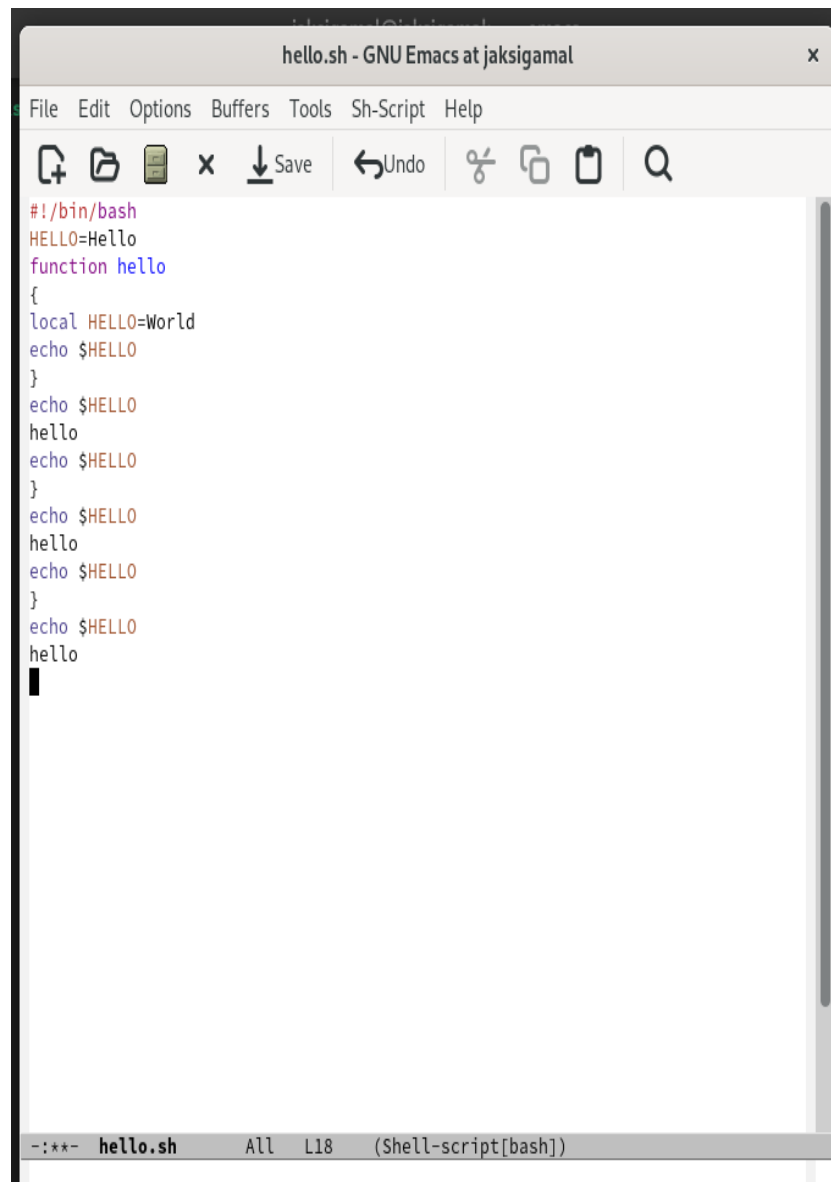 hello.sh - GNU Emacs at jaksigamal
File Edit Options Buffers Tools Sh-Script Help
Save Undo
#!/bin/bash
HELLO=Hello
function hello
{
local HELLO=World
echo $HELLO
}
echo $HELLO
hello
echo $HELLO
}
echo $HELLO
hello
echo $HELLO
}
echo $HELLO
hello
-:**- hello.sh All L18 (Shell-script[bash])